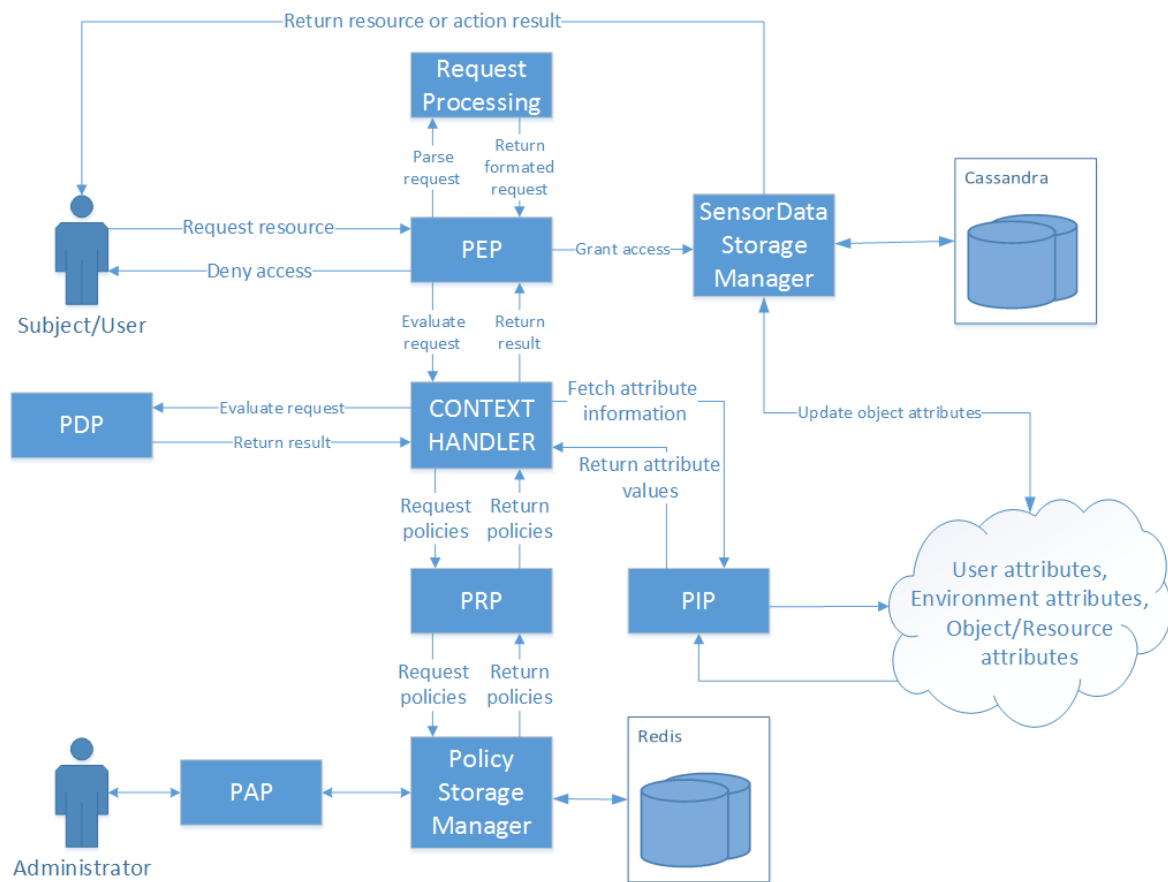 Return resource or action result
Request
Processing
Parse
request
Return
formated
request
Cassandra
SensorData
Storage
Manager
Request resource
PEP
Grant access
Deny access
Subject/User
Evaluate
request
Return
result
Fetch attribute
information
PDP
Evaluate request
Return result
CONTEXT
HANDLER
Update object attributes
Return attribute
values
Request
policies
Return
policies
PRP
PIP
User attributes,
Environment attributes,
Object/Resource
attributes
Request
policies
Return
policies
Redis
Policy
Storage
Manager
PAP
Administrator